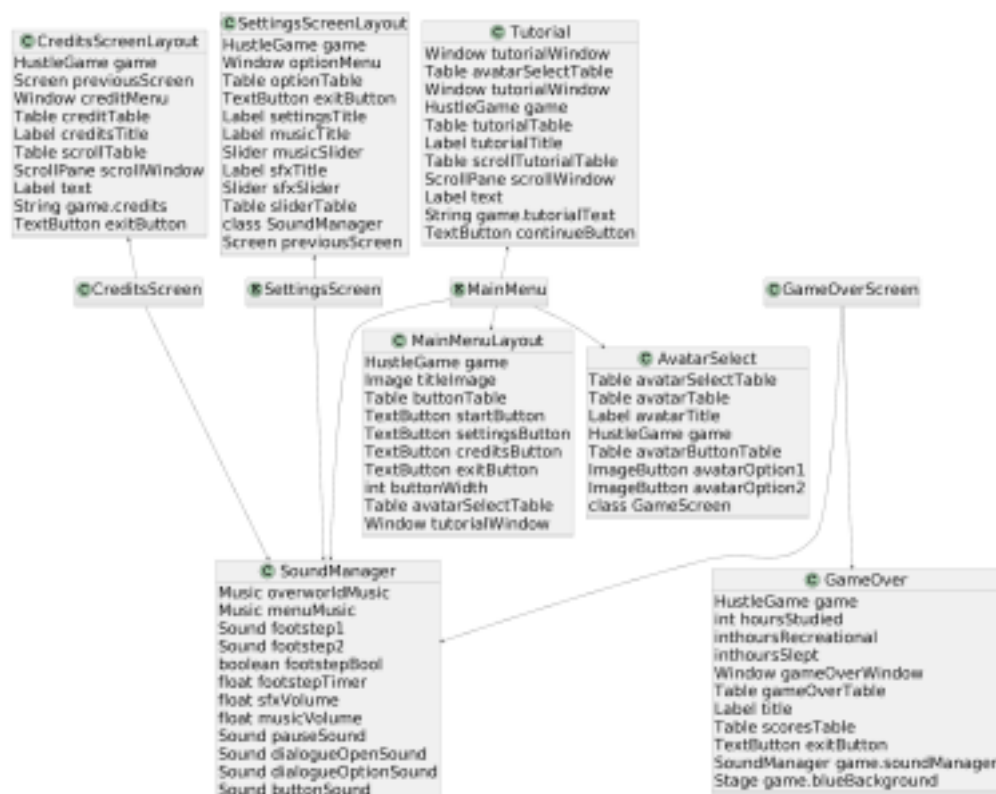 CreditsScreenLayout
HustleGame game
Screen previousScreen
Window creditMenu
Table creditTable
Label creditsTitle
Table scrollTable
ScrollPane scrollWindow
Label text
String game.credits
TextButton exitButton
SettingsScreenLayout
HustleGame game
Window optionMenu
Table optionTable
TextButton exitButton
Label settingsTitle
Label musicTitle
Slider musicSlider
Label sfxTitle
Slider sfxSlider
Table sliderTable
class SoundManager
Screen previousScreen
Tutorial
Window tutorialWindow
Table avatarSelectTable
Window tutorialWindow
HustleGame game
Table tutorialTable
Label tutorialTitle
Table scrollTutorialTable
ScrollPane scrollWindow
Label text
String game.tutorialText
TextButton continueButton
CreditsScreen
SettingsScreen
MainMenu
GameOverScreen
MainMenuLayout
HustleGame game
Image titleImage
Table buttonTable
TextButton startButton
TextButton settingsButton
TextButton creditsButton
TextButton exitButton
int buttonWidth
Table avatarSelectTable
Window tutorialWindow
AvatarSelect
Table avatarSelectTable
Table avatarTable
Label avatarTitle
HustleGame game
Table avatarButtonTable
ImageButton avatarOption1
ImageButton avatarOption2
class GameScreen
SoundManager
Music overworldMusic
Music menuMusic
Sound footstep1
Sound footstep2
boolean footstepBool
float footstepTimer
float sfxVolume
float musicVolume
Sound pauseSound
Sound dialogueOpenSound
Sound dialogueOptionSound
Sound buttonSound
GameOver
HustleGame game
int hoursStudied
inthoursRecreational
inthoursSlept
Window gameOverWindow
Table gameOverTable
Label title
Table scoresTable
TextButton exitButton
SoundManager game.soundManager
Stage game.blueBackground